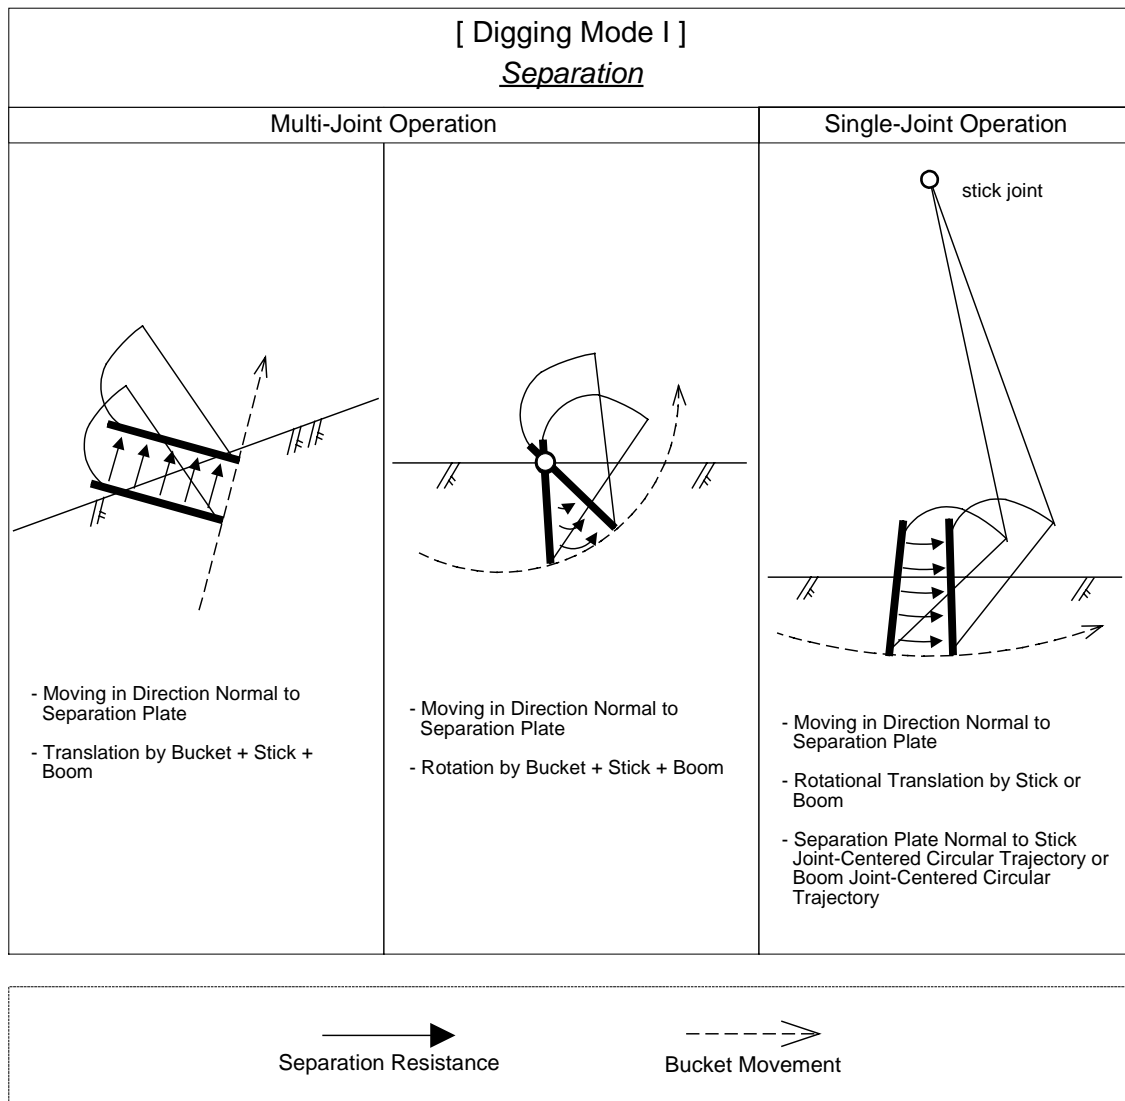 [ Digging Mode I ]
Separation
Multi-Joint Operation
Single-Joint Operation
stick joint
- Moving in Direction Normal to
Separation Plate
- Translation by Bucket + Stick +
Boom
- Moving in Direction Normal to
Separation Plate
- Rotation by Bucket + Stick + Boom
- Moving in Direction Normal to
Separation Plate
- Rotational Translation by Stick or
Boom
- Separation Plate Normal to Stick
Joint-Centered Circular Trajectory or
Boom Joint-Centered Circular
Trajectory
Separation Resistance
Bucket Movement